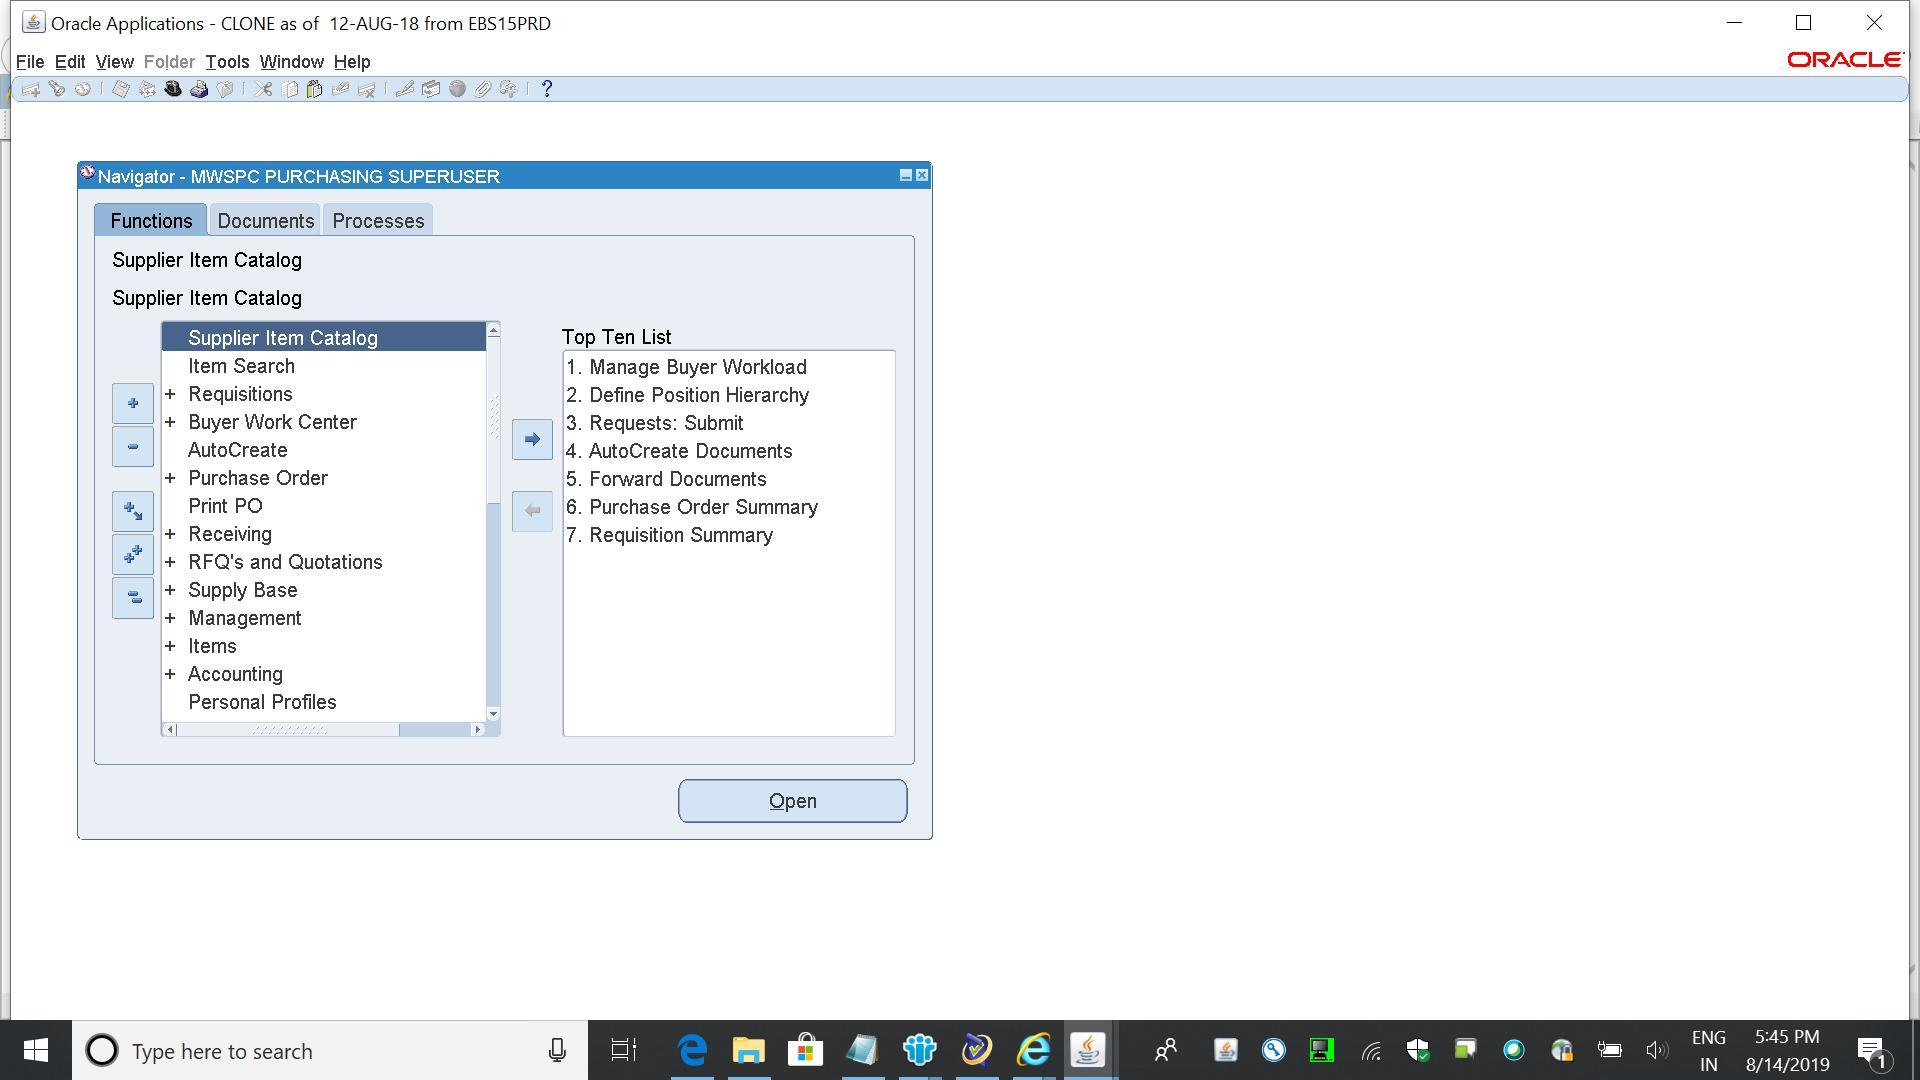 Oracle Applications - CLONE as of  12-AUG-18 from EBS15PRD
File Edit View Folder Tools Window Help
ORACLE
?
Navigator - MWSPC PURCHASING SUPERUSER
Functions Documents Processes
Supplier Item Catalog
Supplier Item Catalog
Supplier Item Catalog
Item Search
+ Requisitions
+ Buyer Work Center
AutoCreate
+ Purchase Order
Print PO
+ Receiving
+ RFQ's and Quotations
+ Supply Base
+ Management
+ Items
+ Accounting
Personal Profiles
Top Ten List
1. Manage Buyer Workload
2. Define Position Hierarchy
3. Requests: Submit
4. AutoCreate Documents
5. Forward Documents
6. Purchase Order Summary
7. Requisition Summary
Open
Type here to search
ENG
IN
5:45 PM
8/14/2019
1